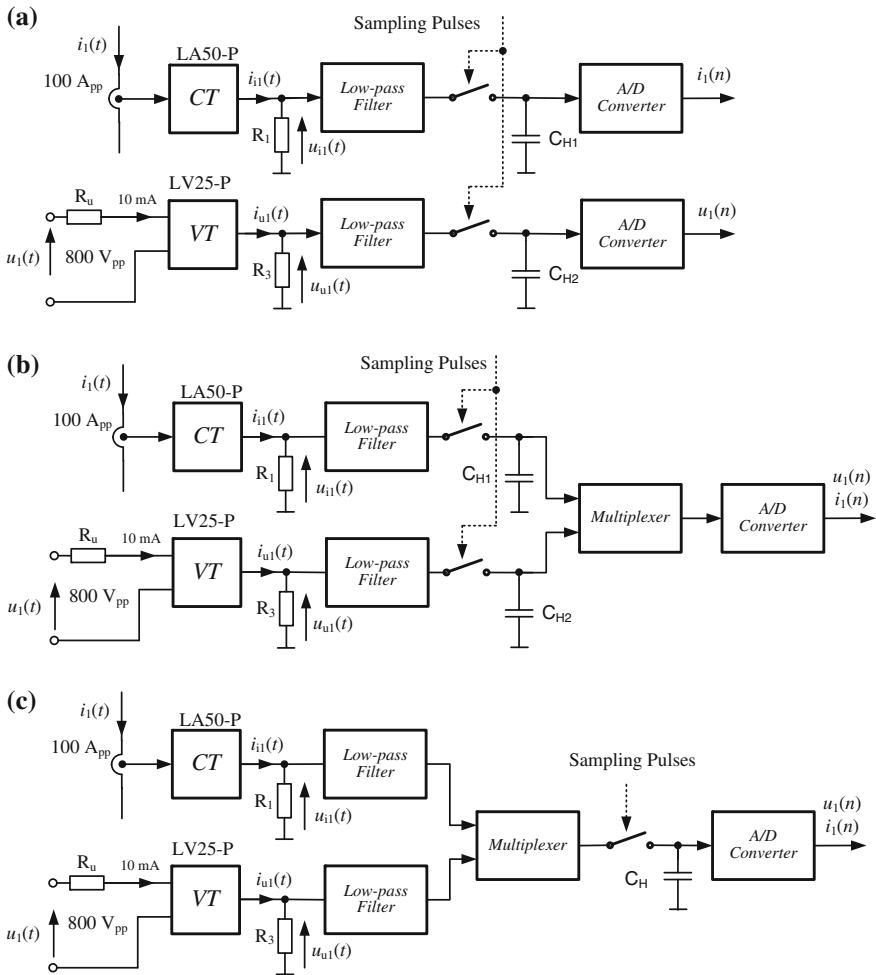 (a)
Sampling Pulses
i1(t)
LA50-P
100 App
CT
ii1(t)
Low-pass
Filter
A/D
Converter
i1(n)
R1
ui1(t)
CH1
LV25-P
Ru
10 mA
VT
iu1(t)
Low-pass
Filter
A/D
Converter
u1(n)
u1(t)
800 Vpp
R3
uu1(t)
CH2
(b)
Sampling Pulses
i1(t)
LA50-P
100 App
CT
ii1(t)
Low-pass
Filter
R1
ui1(t)
CH1
Multiplexer
A/D
Converter
u1(n)
i1(n)
LV25-P
Ru
10 mA
VT
iu1(t)
Low-pass
Filter
u1(t)
800 Vpp
R3
uu1(t)
CH2
(c)
i1(t)
LA50-P
100 App
CT
ii1(t)
Low-pass
Filter
Sampling Pulses
R1
ui1(t)
Multiplexer
A/D
Converter
u1(n)
i1(n)
CH
LV25-P
Ru
10 mA
VT
iu1(t)
Low-pass
Filter
u1(t)
800 Vpp
R3
uu1(t)